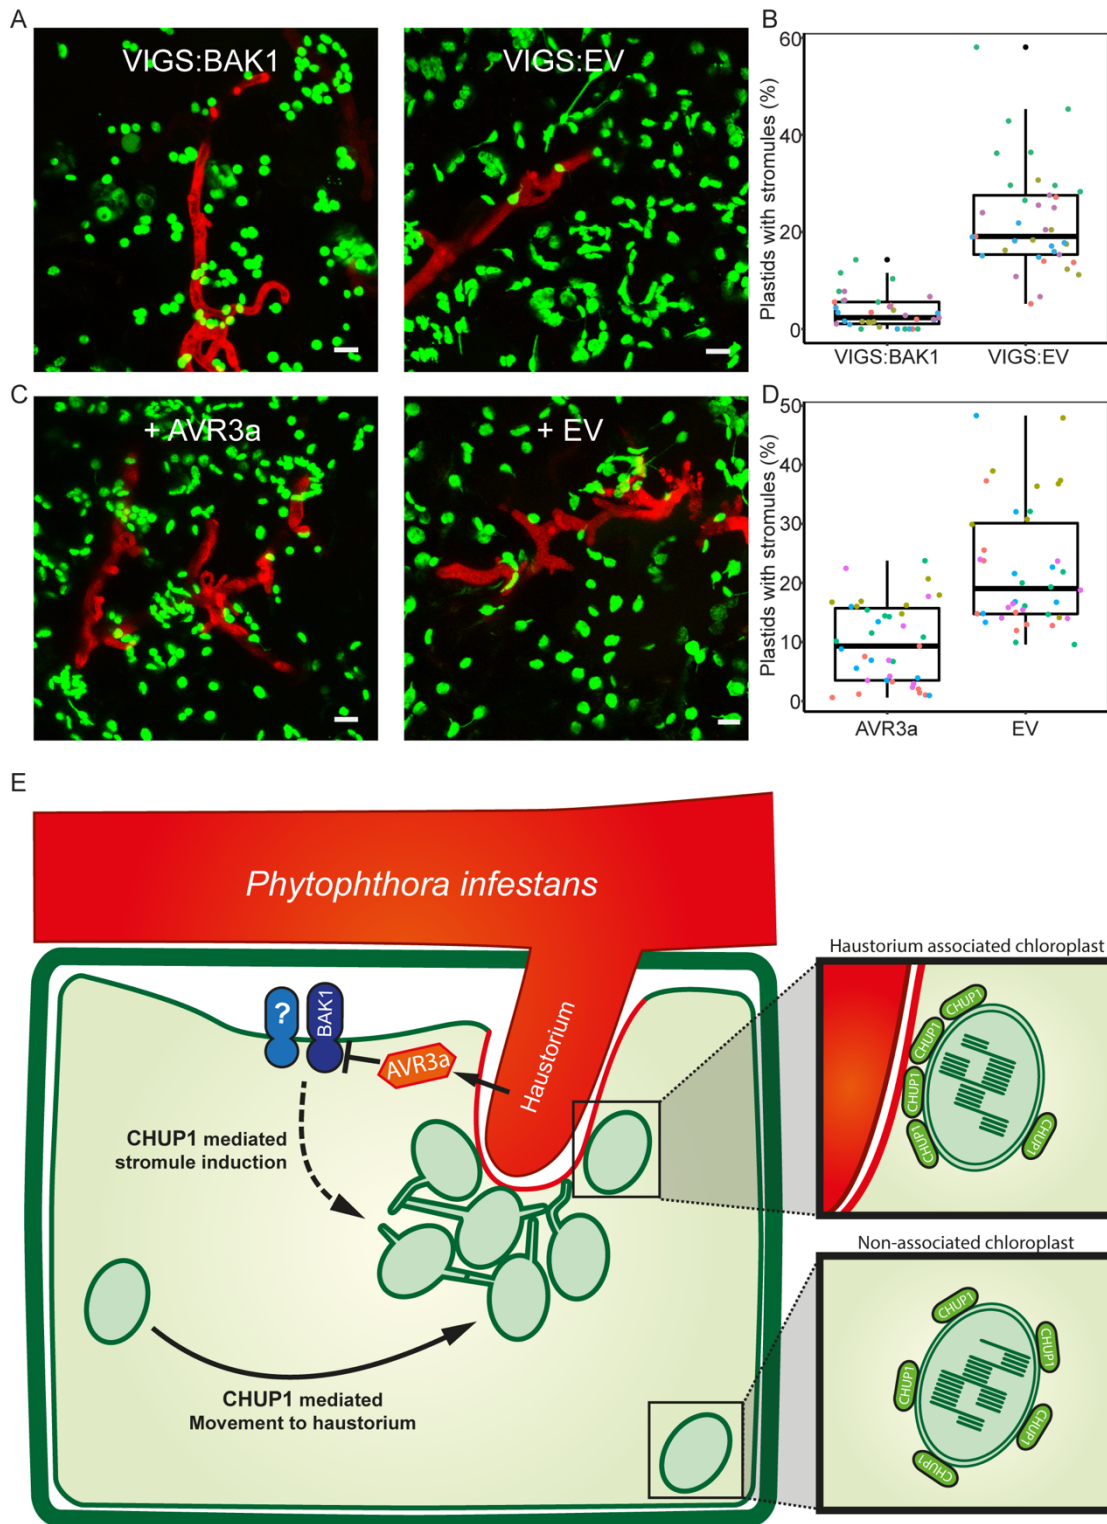 A
VIGS:BAK1
VIGS:EV
B
Plastids with stromules (%)
60
40
20
0
VIGS:BAK1
VIGS:EV
C
+ AVR3a
+ EV
D
Plastids with stromules (%)
50
40
30
20
10
0
AVR3a
EV
E
Phytophthora infestans
?
BAK1
AVR3a
Haustorium
CHUP1 mediated
stromule induction
CHUP1 mediated
Movement to haustorium
Haustorium associated chloroplast
CHUP1
CHUP1
CHUP1
CHUP1
CHUP1
Non-associated chloroplast
CHUP1
CHUP1
CHUP1
CHUP1
CHUP1